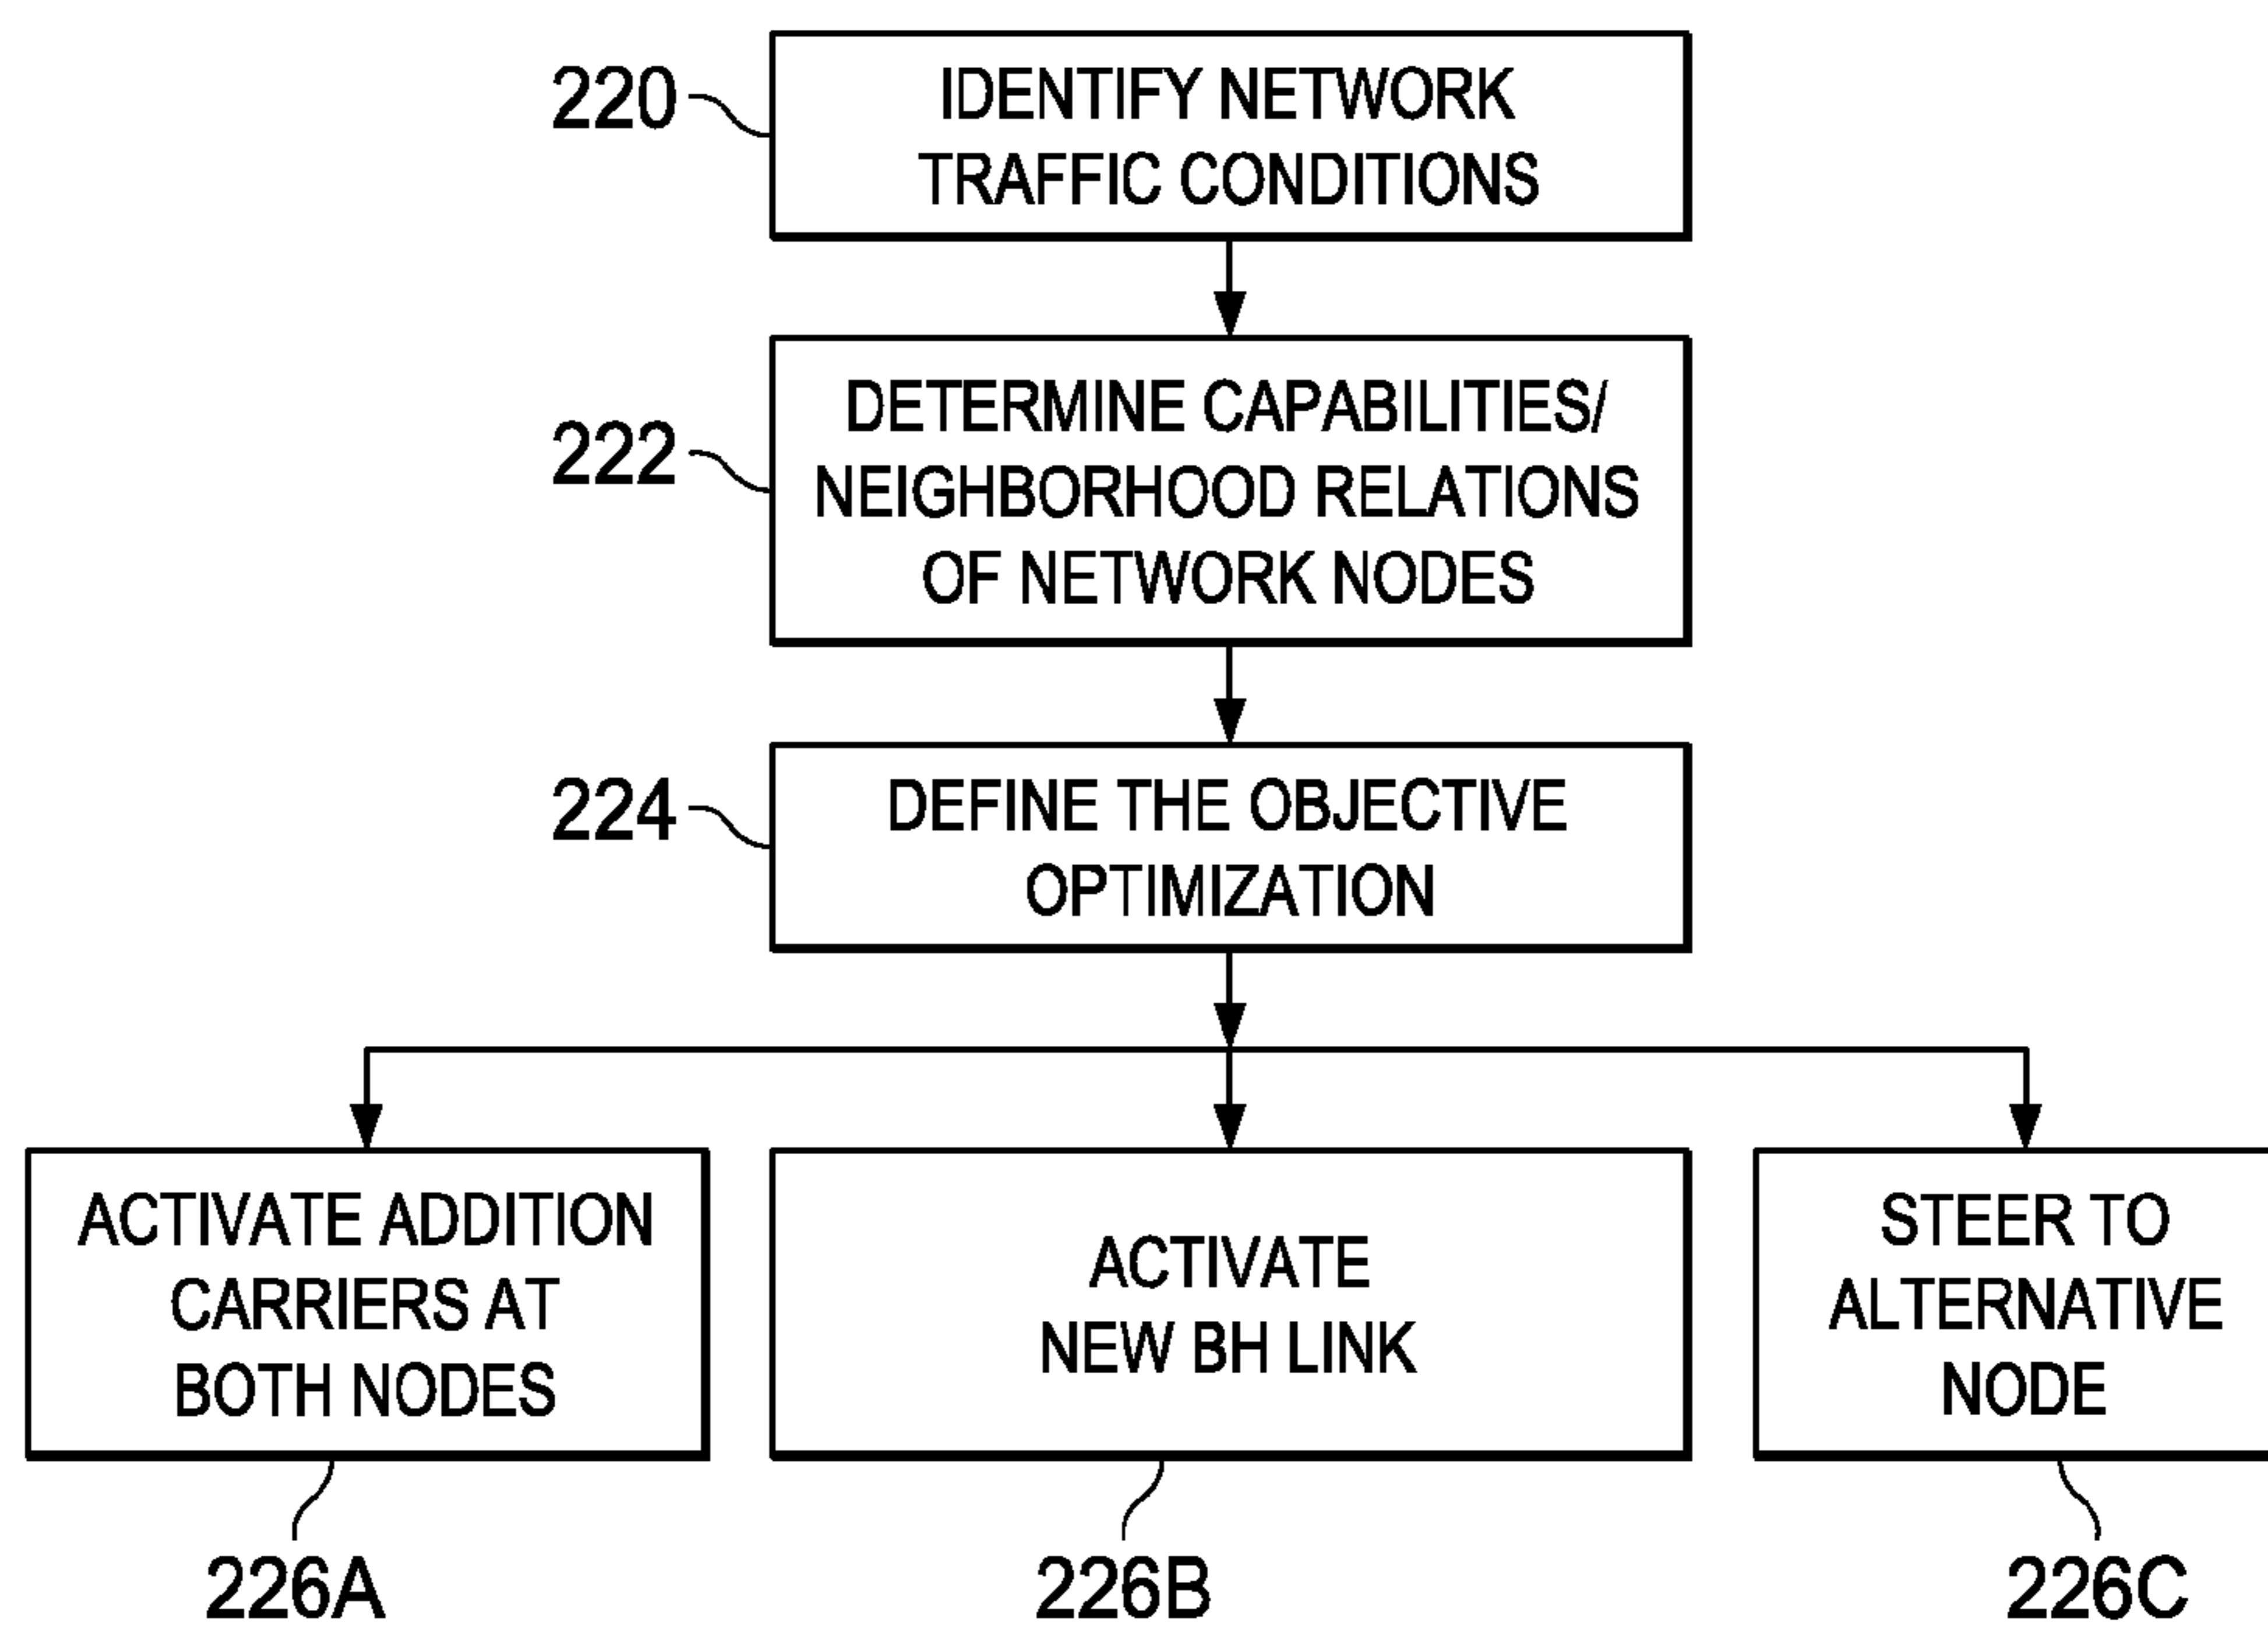 220
IDENTIFY NETWORK
TRAFFIC CONDITIONS
222
DETERMINE CAPABILITIES/
NEIGHBORHOOD RELATIONS
OF NETWORK NODES
224
DEFINE THE OBJECTIVE
OPTIMIZATION
ACTIVATE ADDITION
CARRIERS AT
BOTH NODES
226A
ACTIVATE
NEW BH LINK
226B
STEER TO
ALTERNATIVE
NODE
226C